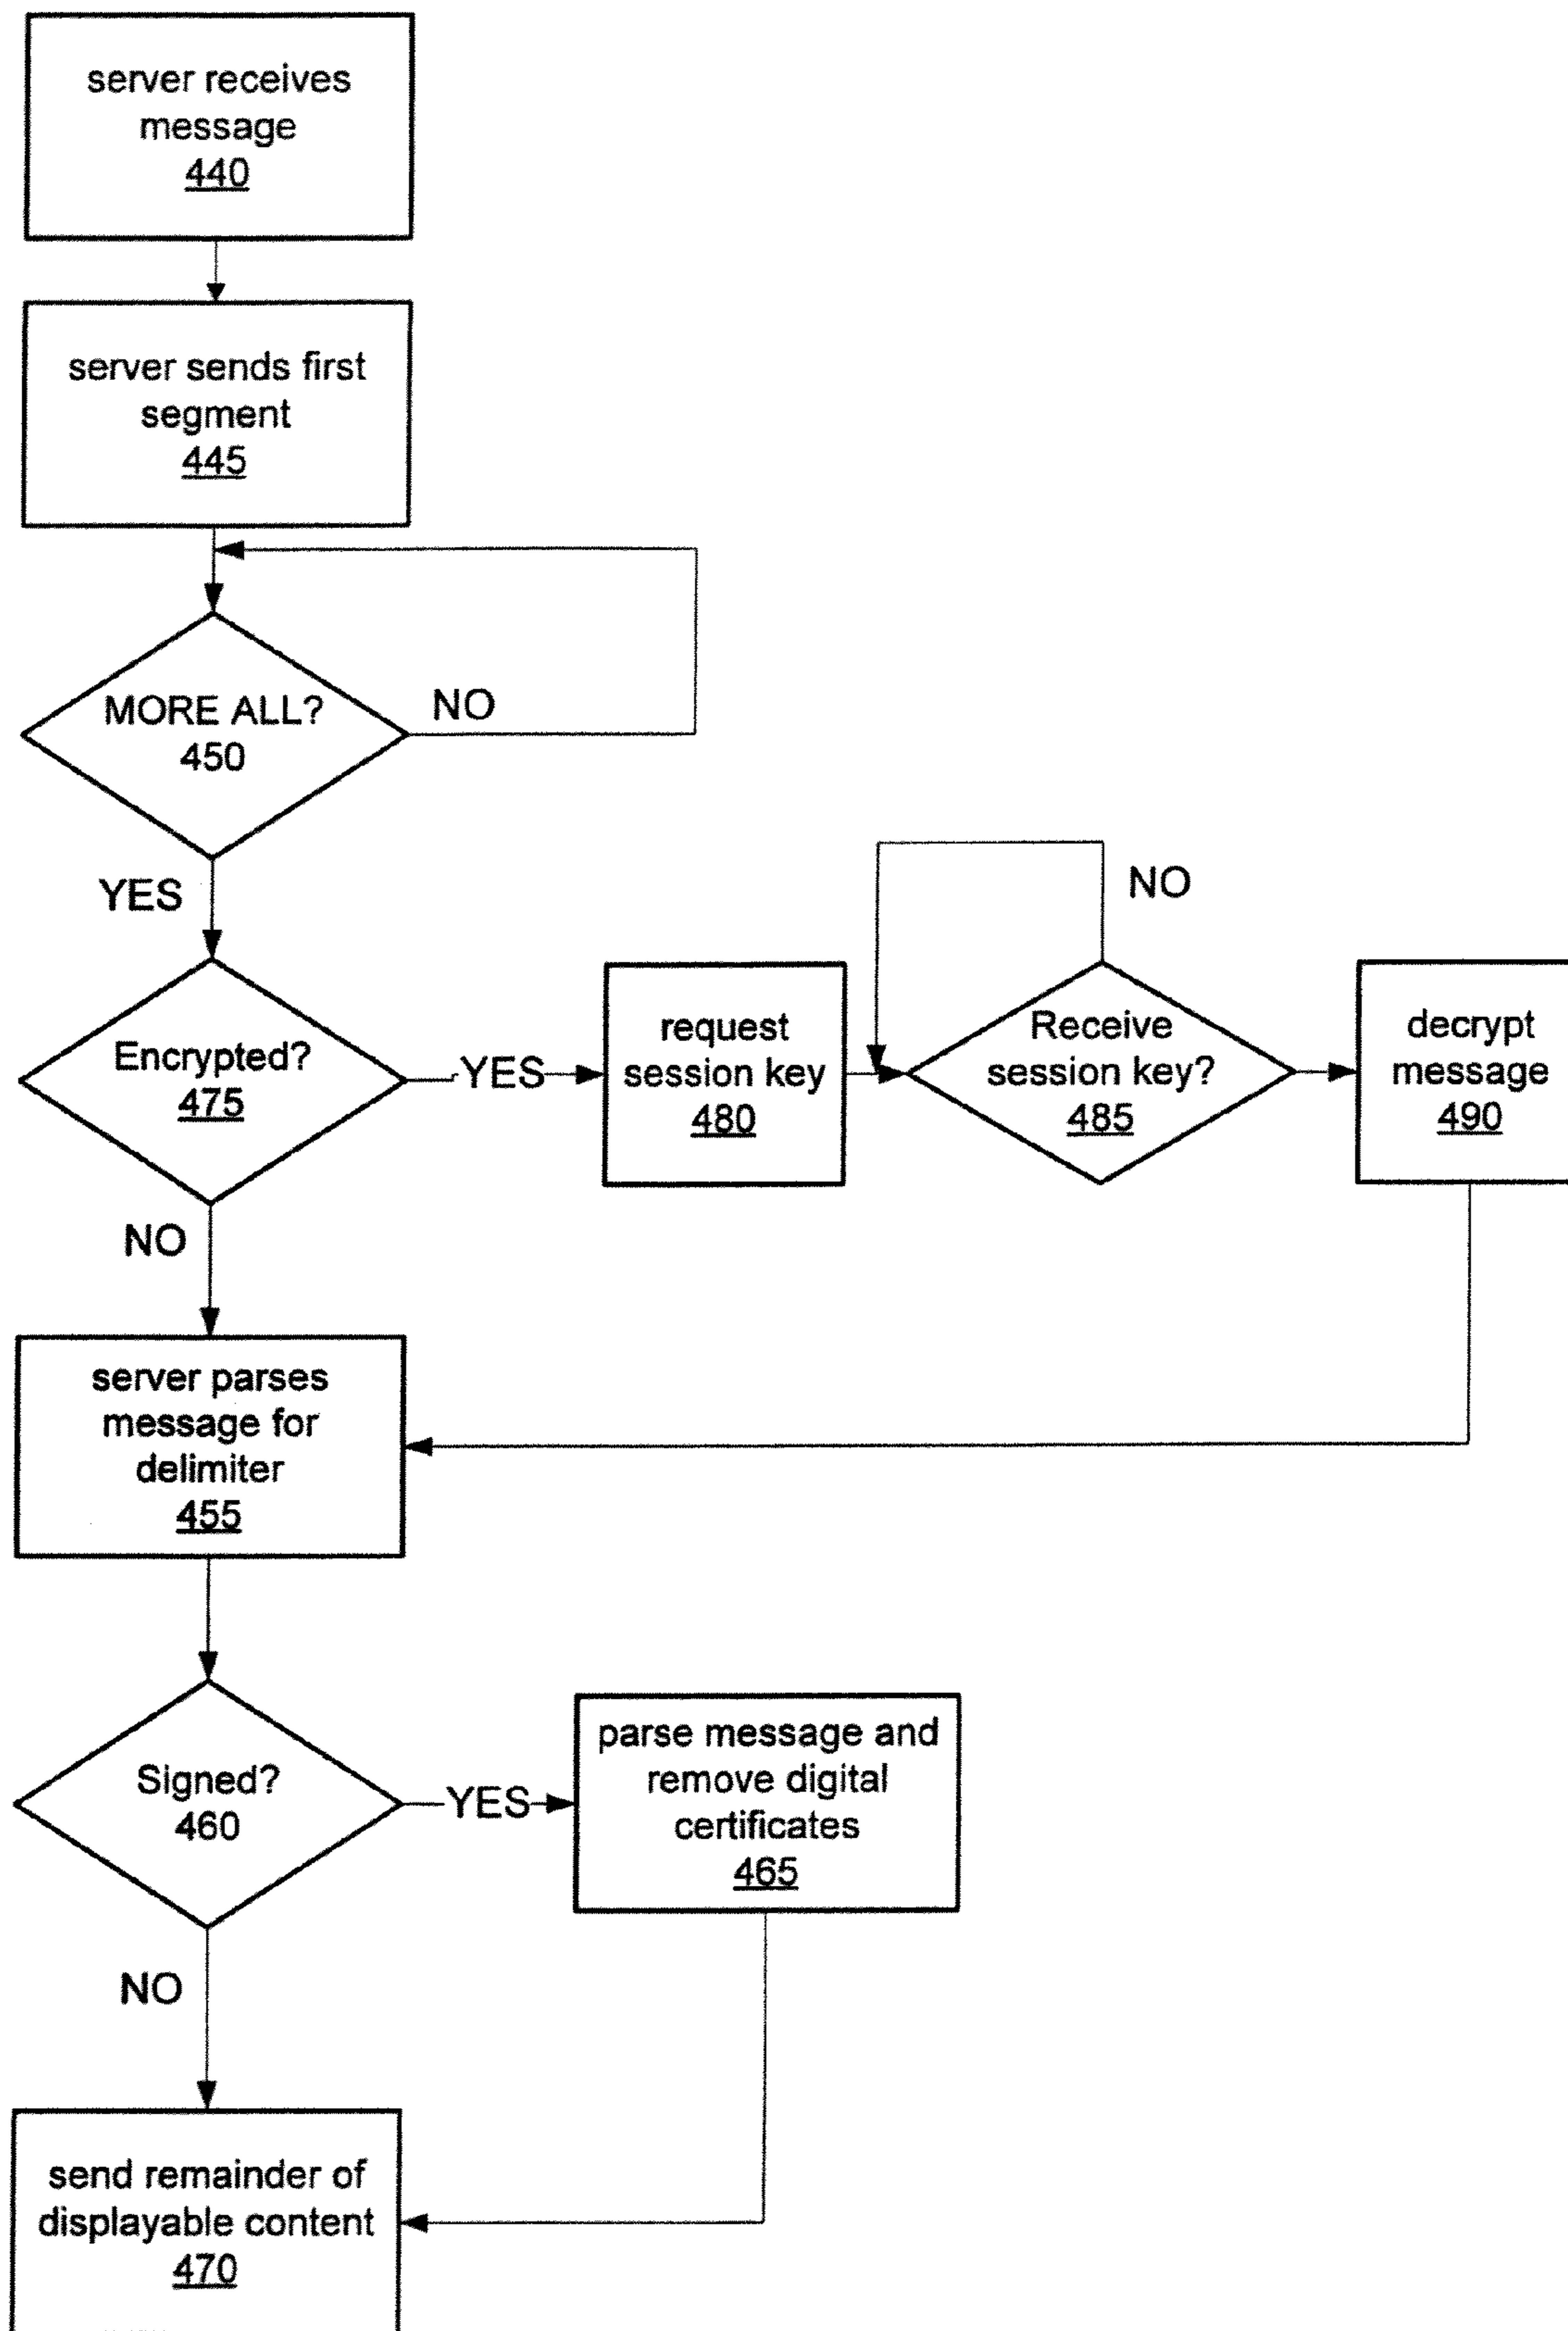 server receives
message
440
server sends first
segment
445
MORE ALL?
450
NO
YES
Encrypted?
475
YES
request
session key
480
Receive
session key?
485
NO
decrypt
message
490
NO
server parses
message for
delimiter
455
Signed?
460
YES
parse message and
remove digital
certificates
465
NO
send remainder of
displayable content
470